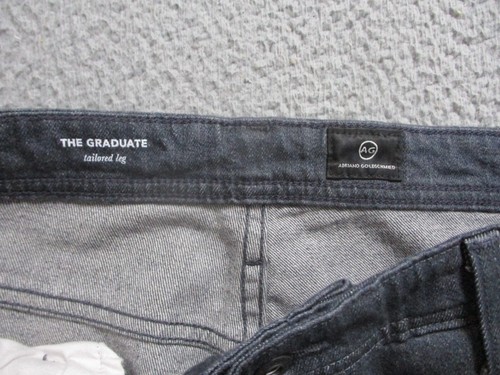 THE GRADUATE
tailored leg
AG
ADRIANO GOLDSCHMIED